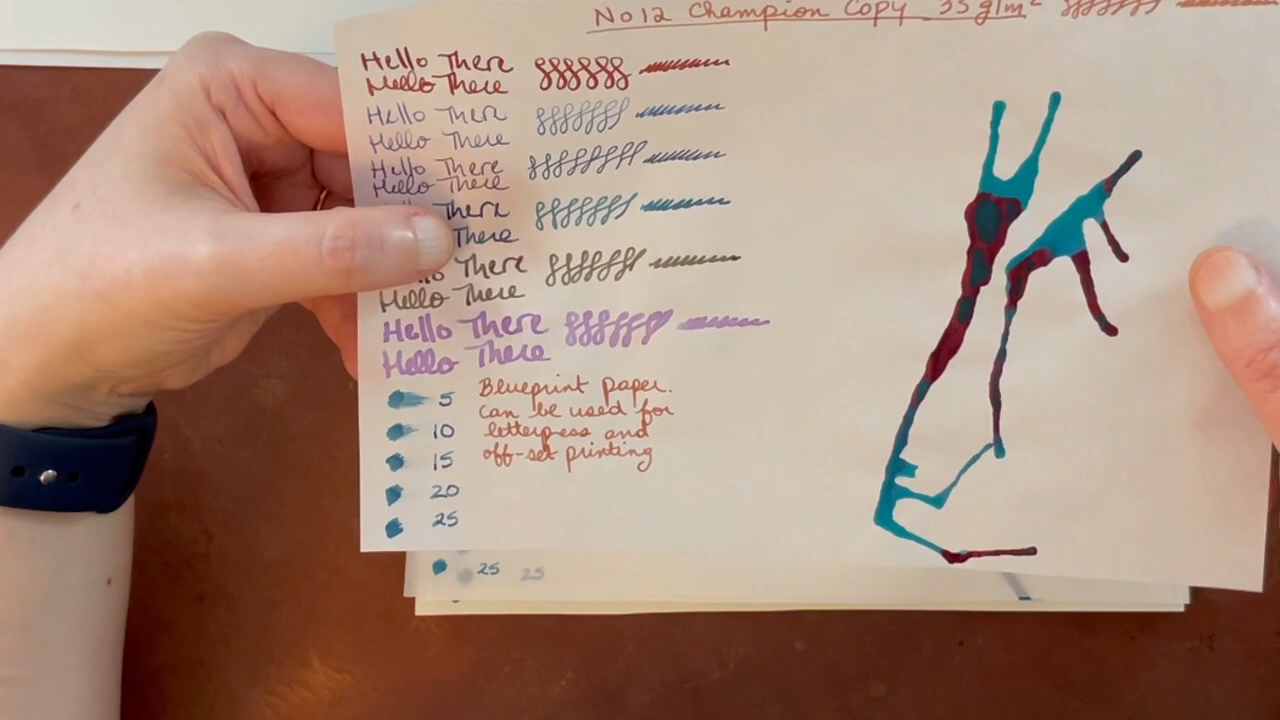 No 12 Champion Copy 35 g/m²
Hello There
Hello There
Hello There
Hello There
Hello There
Hello There
There
There
There
Hello There
Hello There
Hello There
5
10
15
20
25
Blueprint paper.
can be used for
letterpress and
off-set printing
25 25